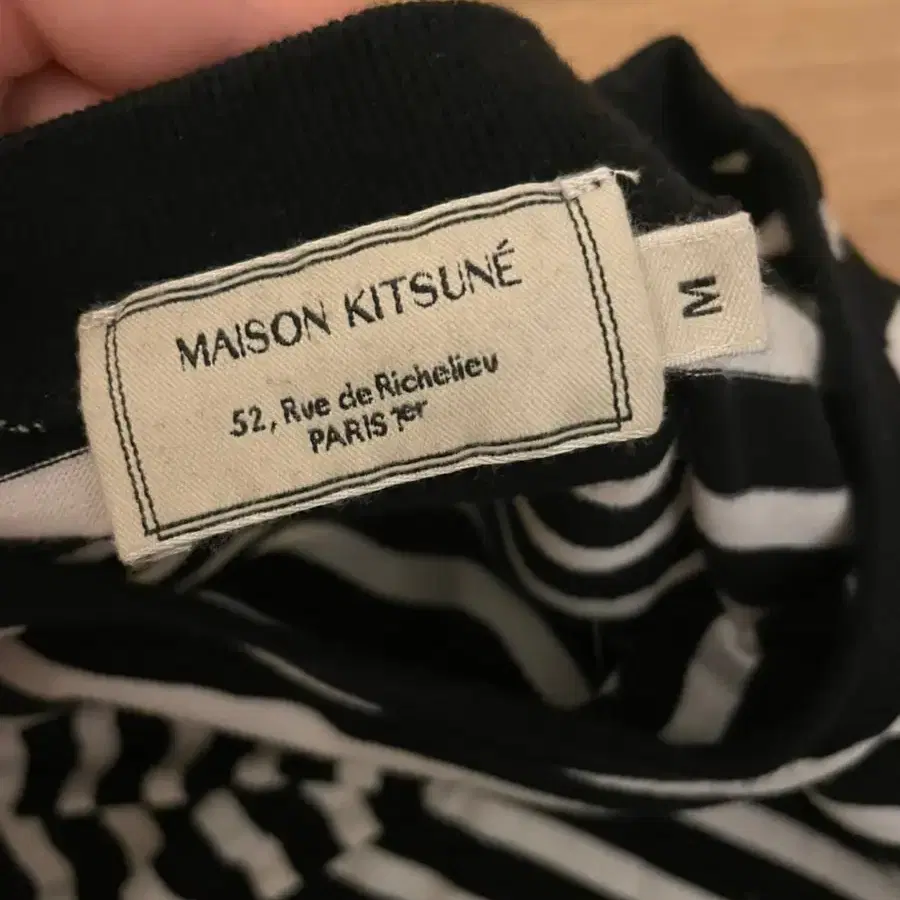 MAISON KITSUNÉ
52, Rue de Richelieu
PARIS 1er
M